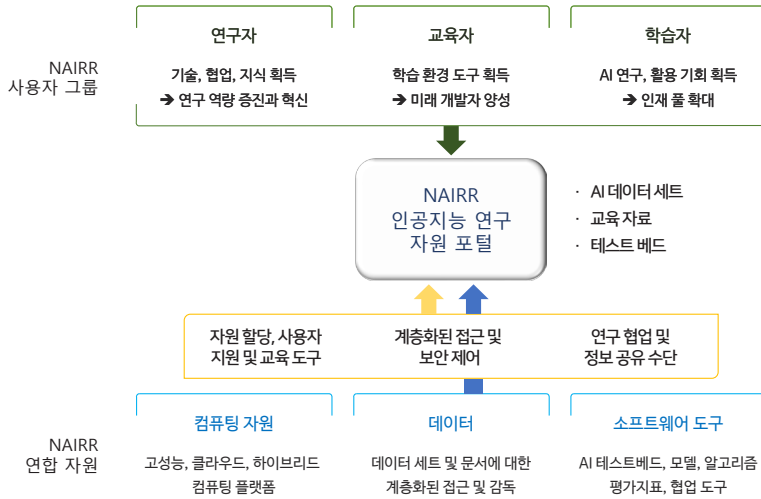 연구자
기술, 협업, 지식 획득
➔ 연구 역량 증진과 혁신
교육자
학습 환경 도구 획득
➔ 미래 개발자 양성
학습자
AI 연구, 활용 기회 획득
➔ 인재 풀 확대
NAIRR
사용자 그룹
NAIRR
인공지능 연구
자원 포털
· AI 데이터 세트
· 교육 자료
· 테스트 베드
자원 할당, 사용자
지원 및 교육 도구
계층화된 접근 및
보안 제어
연구 협업 및
정보 공유 수단
NAIRR
연합 자원
컴퓨팅 자원
고성능, 클라우드, 하이브리드
컴퓨팅 플랫폼
데이터
데이터 세트 및 문서에 대한
계층화된 접근 및 감독
소프트웨어 도구
AI 테스트베드, 모델, 알고리즘
평가지표, 협업 도구